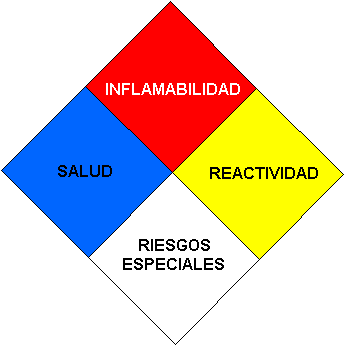 INFLAMABILIDAD
SALUD
REACTIVIDAD
RIESGOS
ESPECIALES